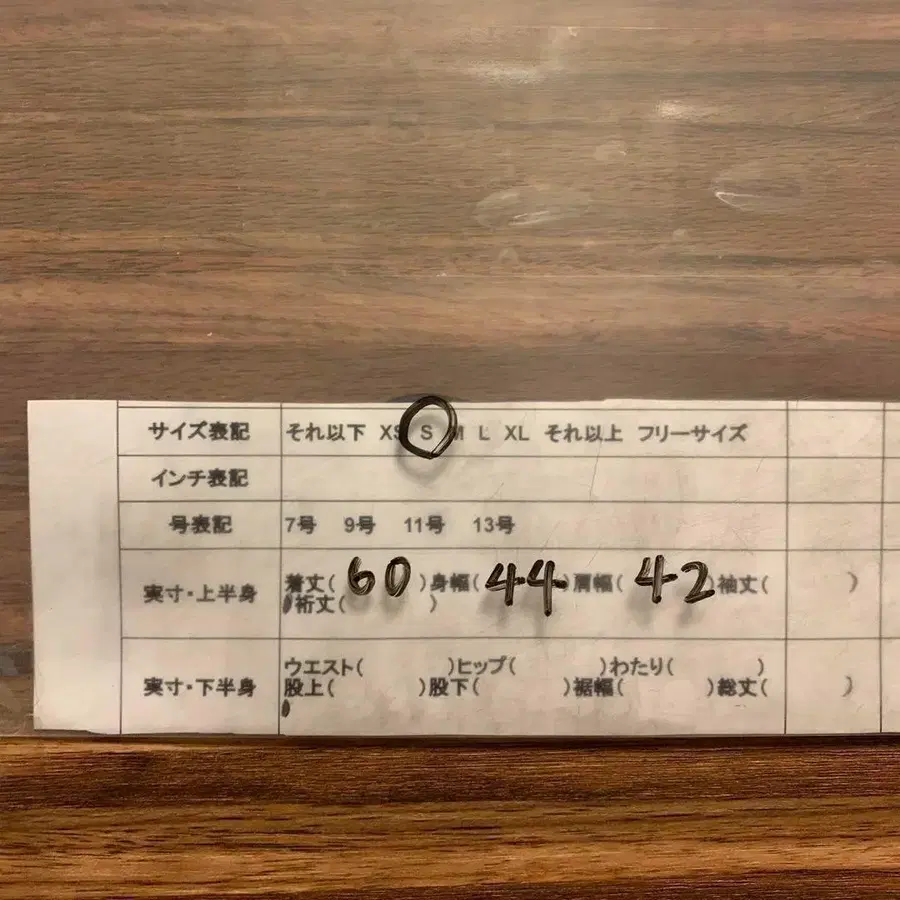 サイズ表記 それ以下 XS S M L XL それ以上 フリーサイズ
インチ表記
号表記 7号 9号 11号 13号
実寸・上半身 着丈( 60 )身幅( 44 )肩幅( 42 )袖丈( )
裄丈( )
実寸・下半身 ウエスト( )ヒップ( )わたり( )
股上( )股下( )裾幅( )総丈( )